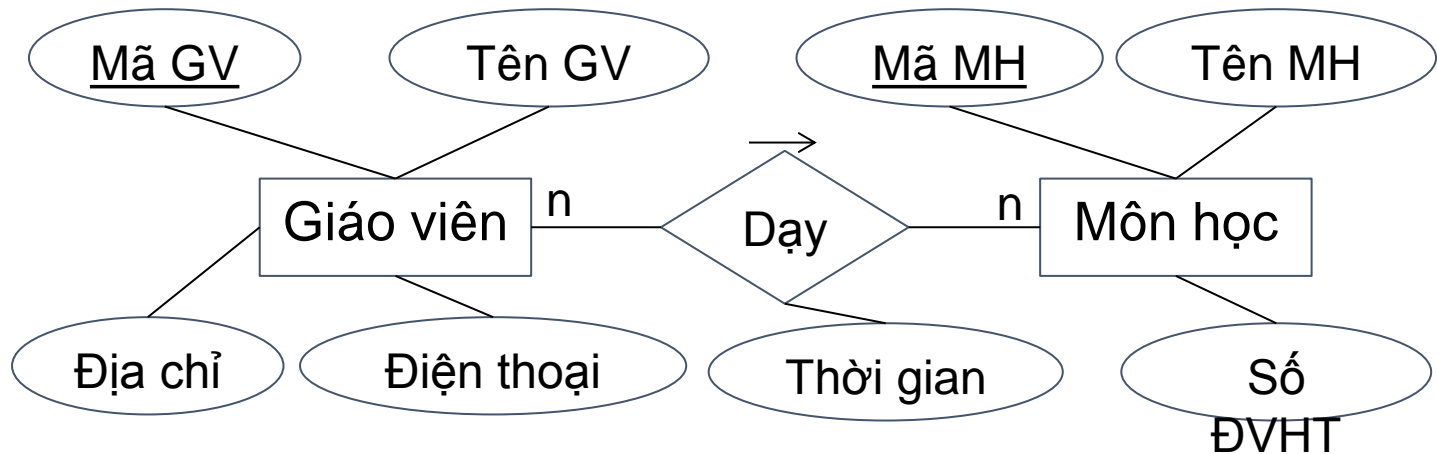 Mã GV
Tên GV
Mã MH
Tên MH
Giáo viên
n
Dạy
n
Môn học
Địa chỉ
Điện thoại
Thời gian
Số
ĐVHT